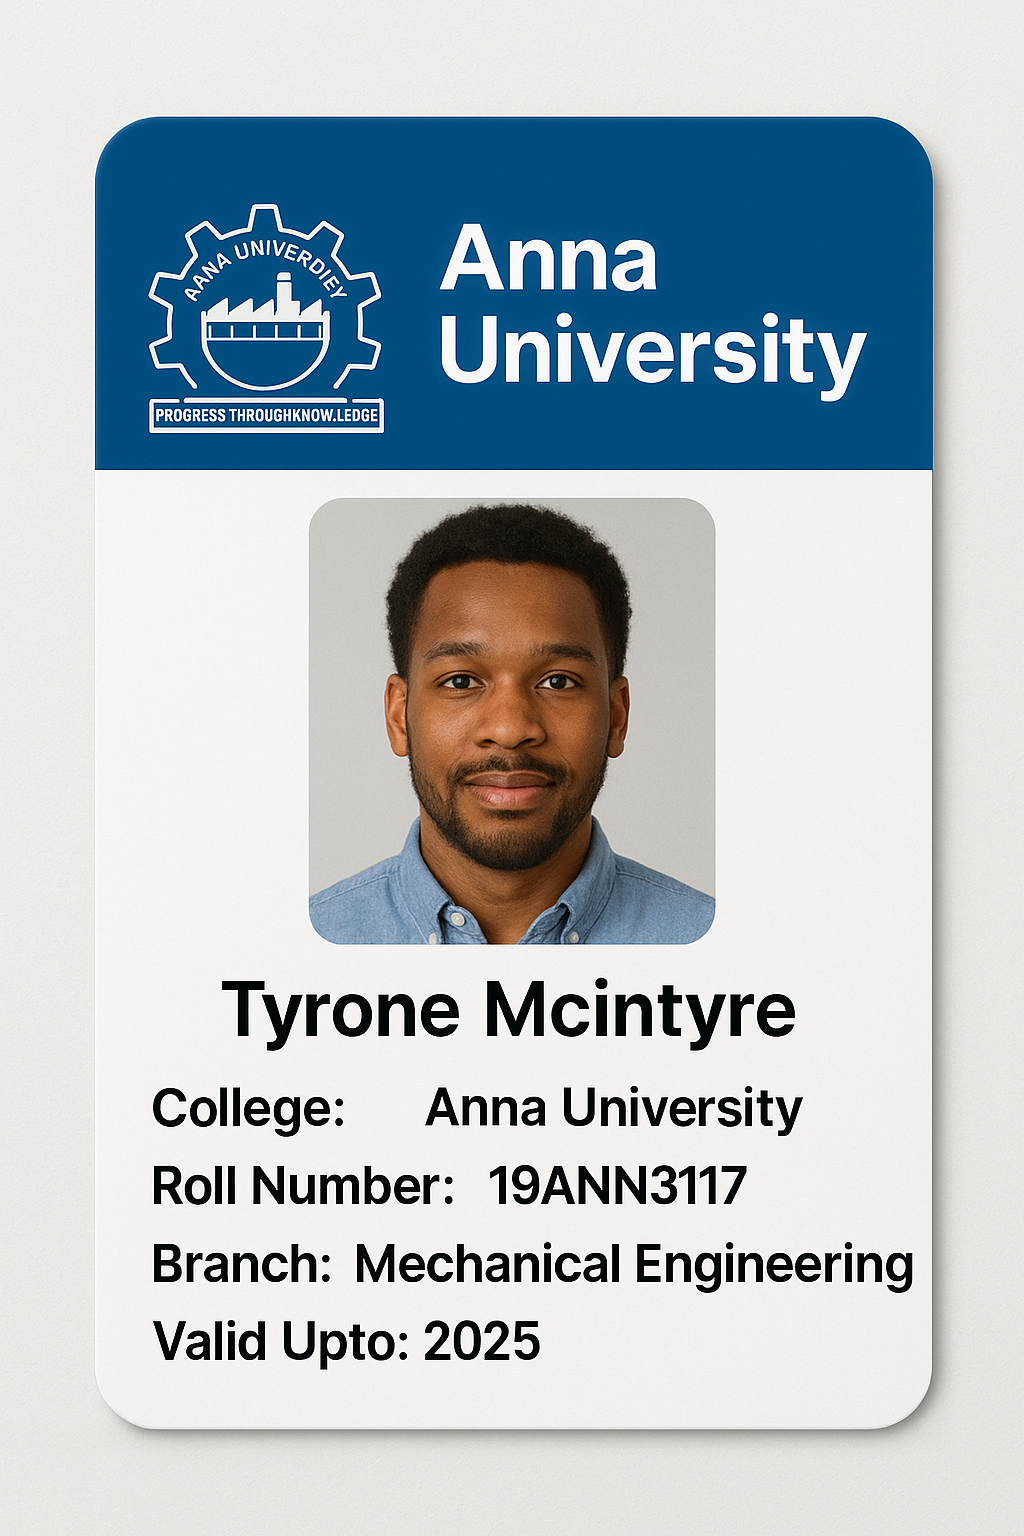 AANA UNIVERDIEY
PROGRESS THROUGHKNOW.LEDGE
Anna
University
Tyrone Mcintyre
College: Anna University
Roll Number: 19ANN3117
Branch: Mechanical Engineering
Valid Upto: 2025